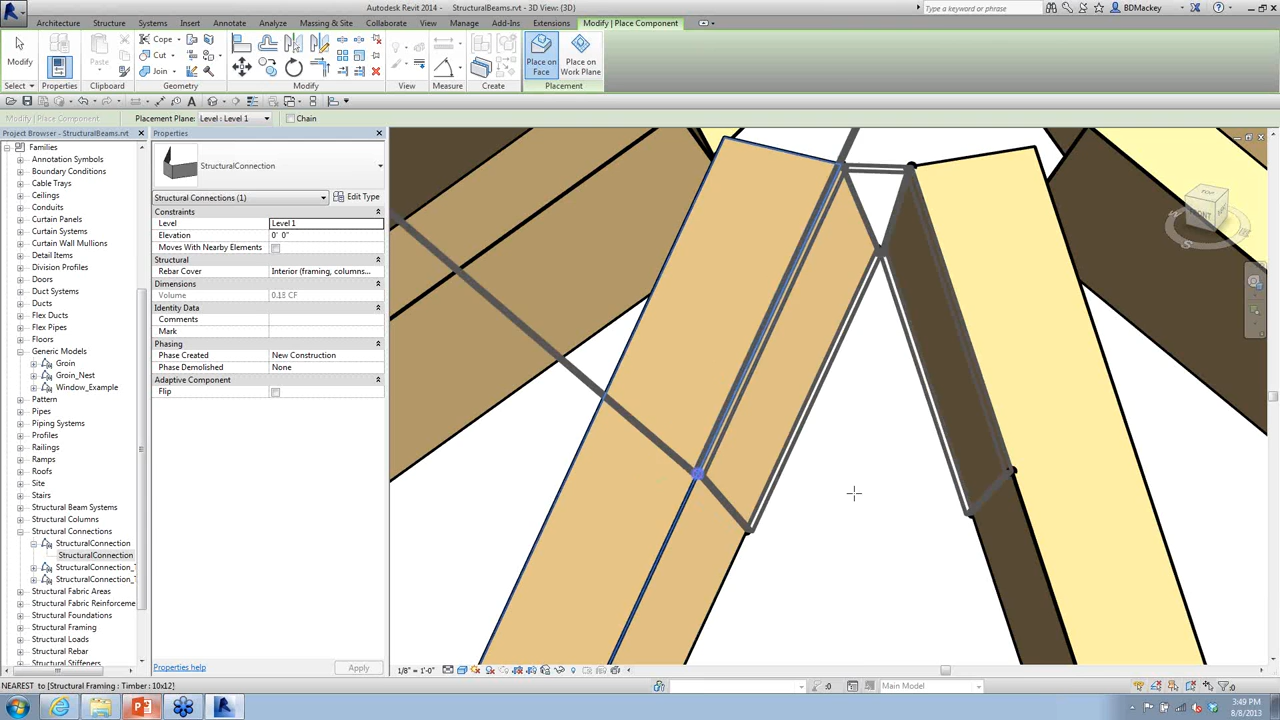 Autodesk Revit 2014 - StructuralBeams.rvt - 3D View: {3D}
Type a keyword or phrase
BDMackey
Architecture Structure Systems Insert Annotate Analyze Massing & Site Collaborate View Manage Add-Ins Extensions Modify | Place Component
Modify
Paste
Cope
Cut
Join
Place on Face
Place on Work Plane
Select Properties Clipboard Geometry Modify View Measure Create Placement
Modify | Place Component Placement Plane: Level : Level 1 Chain
Project Browser - StructuralBeams.rvt
Families
Annotation Symbols
Boundary Conditions
Cable Trays
Ceilings
Conduits
Curtain Panels
Curtain Systems
Curtain Wall Mullions
Detail Items
Division Profiles
Doors
Duct Systems
Ducts
Flex Ducts
Flex Pipes
Floors
Generic Models
Groin
Groin_Nest
Window_Example
Pattern
Pipes
Piping Systems
Profiles
Railings
Ramps
Roofs
Site
Stairs
Structural Beam Systems
Structural Columns
Structural Connections
StructuralConnection
StructuralConnection
StructuralConnection_
StructuralConnection_
Structural Fabric Areas
Structural Fabric Reinforceme
Structural Foundations
Structural Framing
Structural Loads
Structural Rebar
Structural Stiffeners
Properties
StructuralConnection
Structural Connections (1) Edit Type
Constraints
Level Level 1
Elevation 0' 0"
Moves With Nearby Elements
Structural
Rebar Cover Interior (framing, columns...
Dimensions
Volume 0.15 CF
Identity Data
Comments
Mark
Phasing
Phase Created New Construction
Phase Demolished None
Adaptive Component
Flip
Properties help Apply
TOP
FRONT
S
1/8" = 1'-0"
NEAREST to [Structural Framing : Timber : 10x12]
:0
Main Model
3:49 PM
8/8/2013